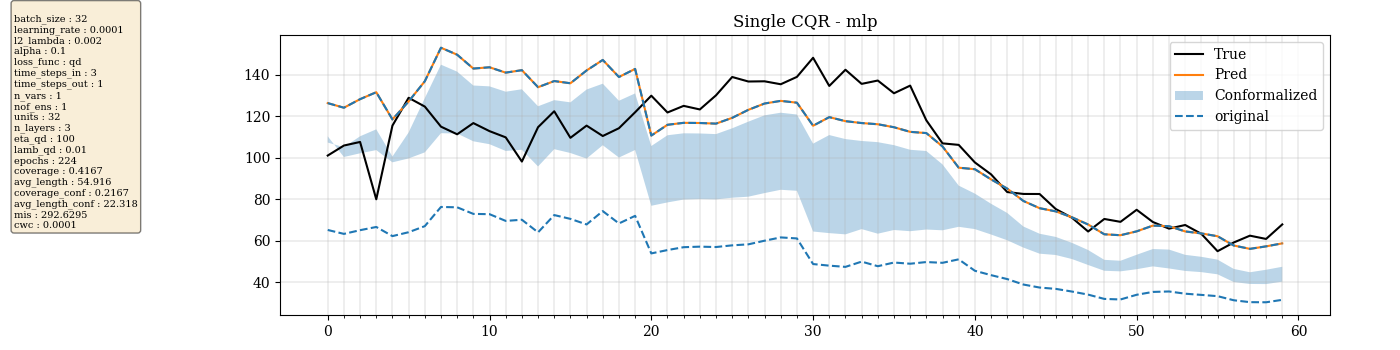 batch_size : 32
learning_rate : 0.0001
l2_lambda : 0.002
alpha : 0.1
loss_func : qd
time_steps_in : 3
time_steps_out : 1
n_vars : 1
nof_ens : 1
units : 32
n_layers : 3
eta_qd : 100
lamb_qd : 0.01
epochs : 224
coverage : 0.4167
avg_length : 54.916
coverage_conf : 0.2167
avg_length_conf : 22.318
mis : 292.6295
cwc : 0.0001
Single CQR - mlp
140
120
100
80
60
40
0 10 20 30 40 50 60
True
Pred
Conformalized
original